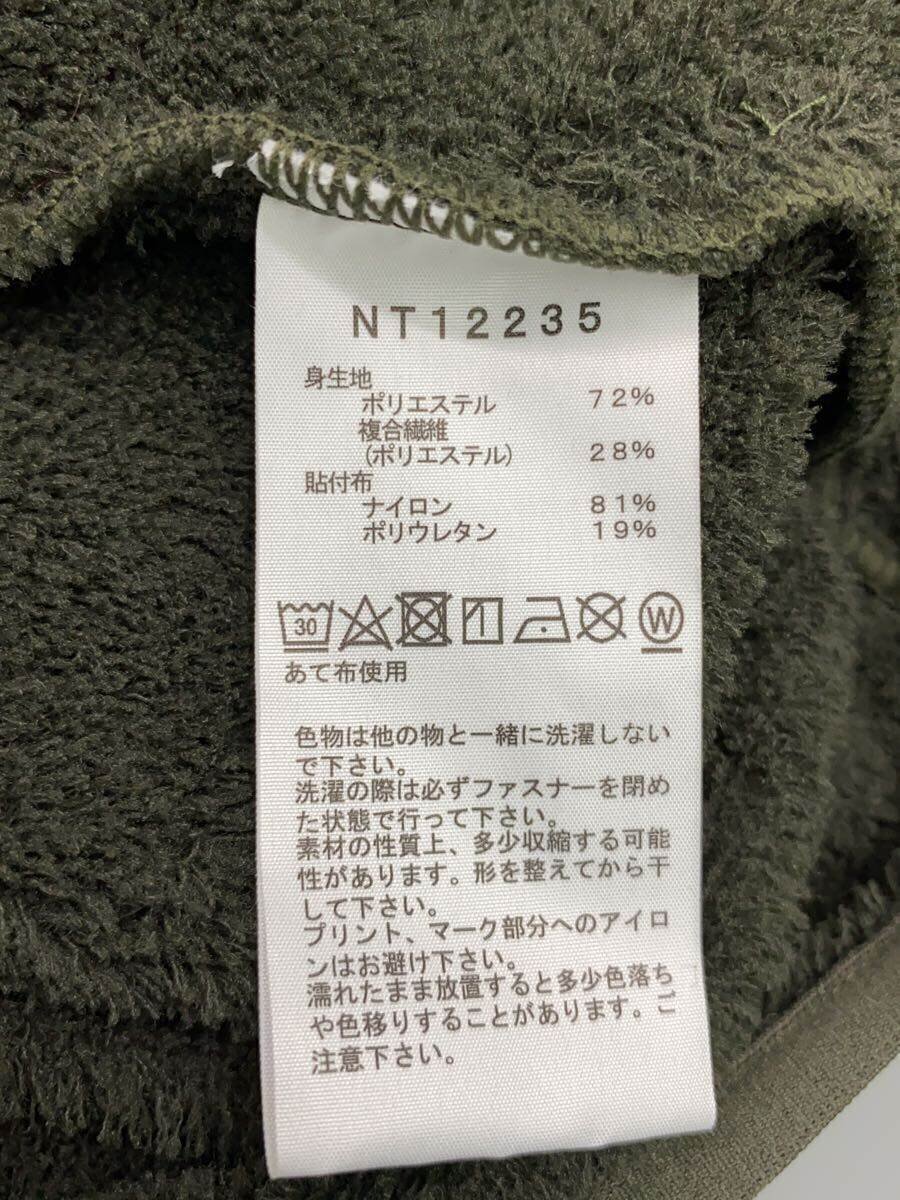 NT12235
身生地
ポリエステル 72%
複合繊維
(ポリエステル) 28%
貼付布
ナイロン 81%
ポリウレタン 19%
30
W
あて布使用
色物は他の物と一緒に洗濯しない
で下さい。
洗濯の際は必ずファスナーを閉め
た状態で行って下さい。
素材の性質上、多少収縮する可能
性があります。形を整えてから干
して下さい。
プリント、マーク部分へのアイロ
ンはお避け下さい。
濡れたまま放置すると多少色落ち
や色移りすることがあります。ご
注意下さい。